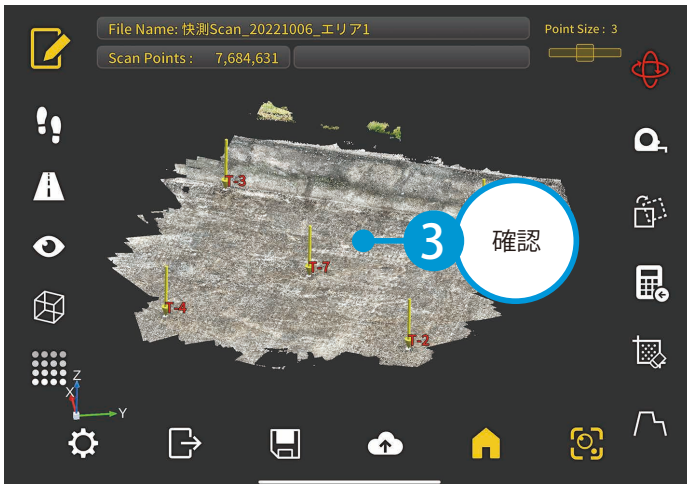 File Name: 快測Scan_20221006_エリア1
Point Size : 3
Scan Points : 7,684,631
T-3
3
確認
T-7
T-4
T-2
Z
X
Y